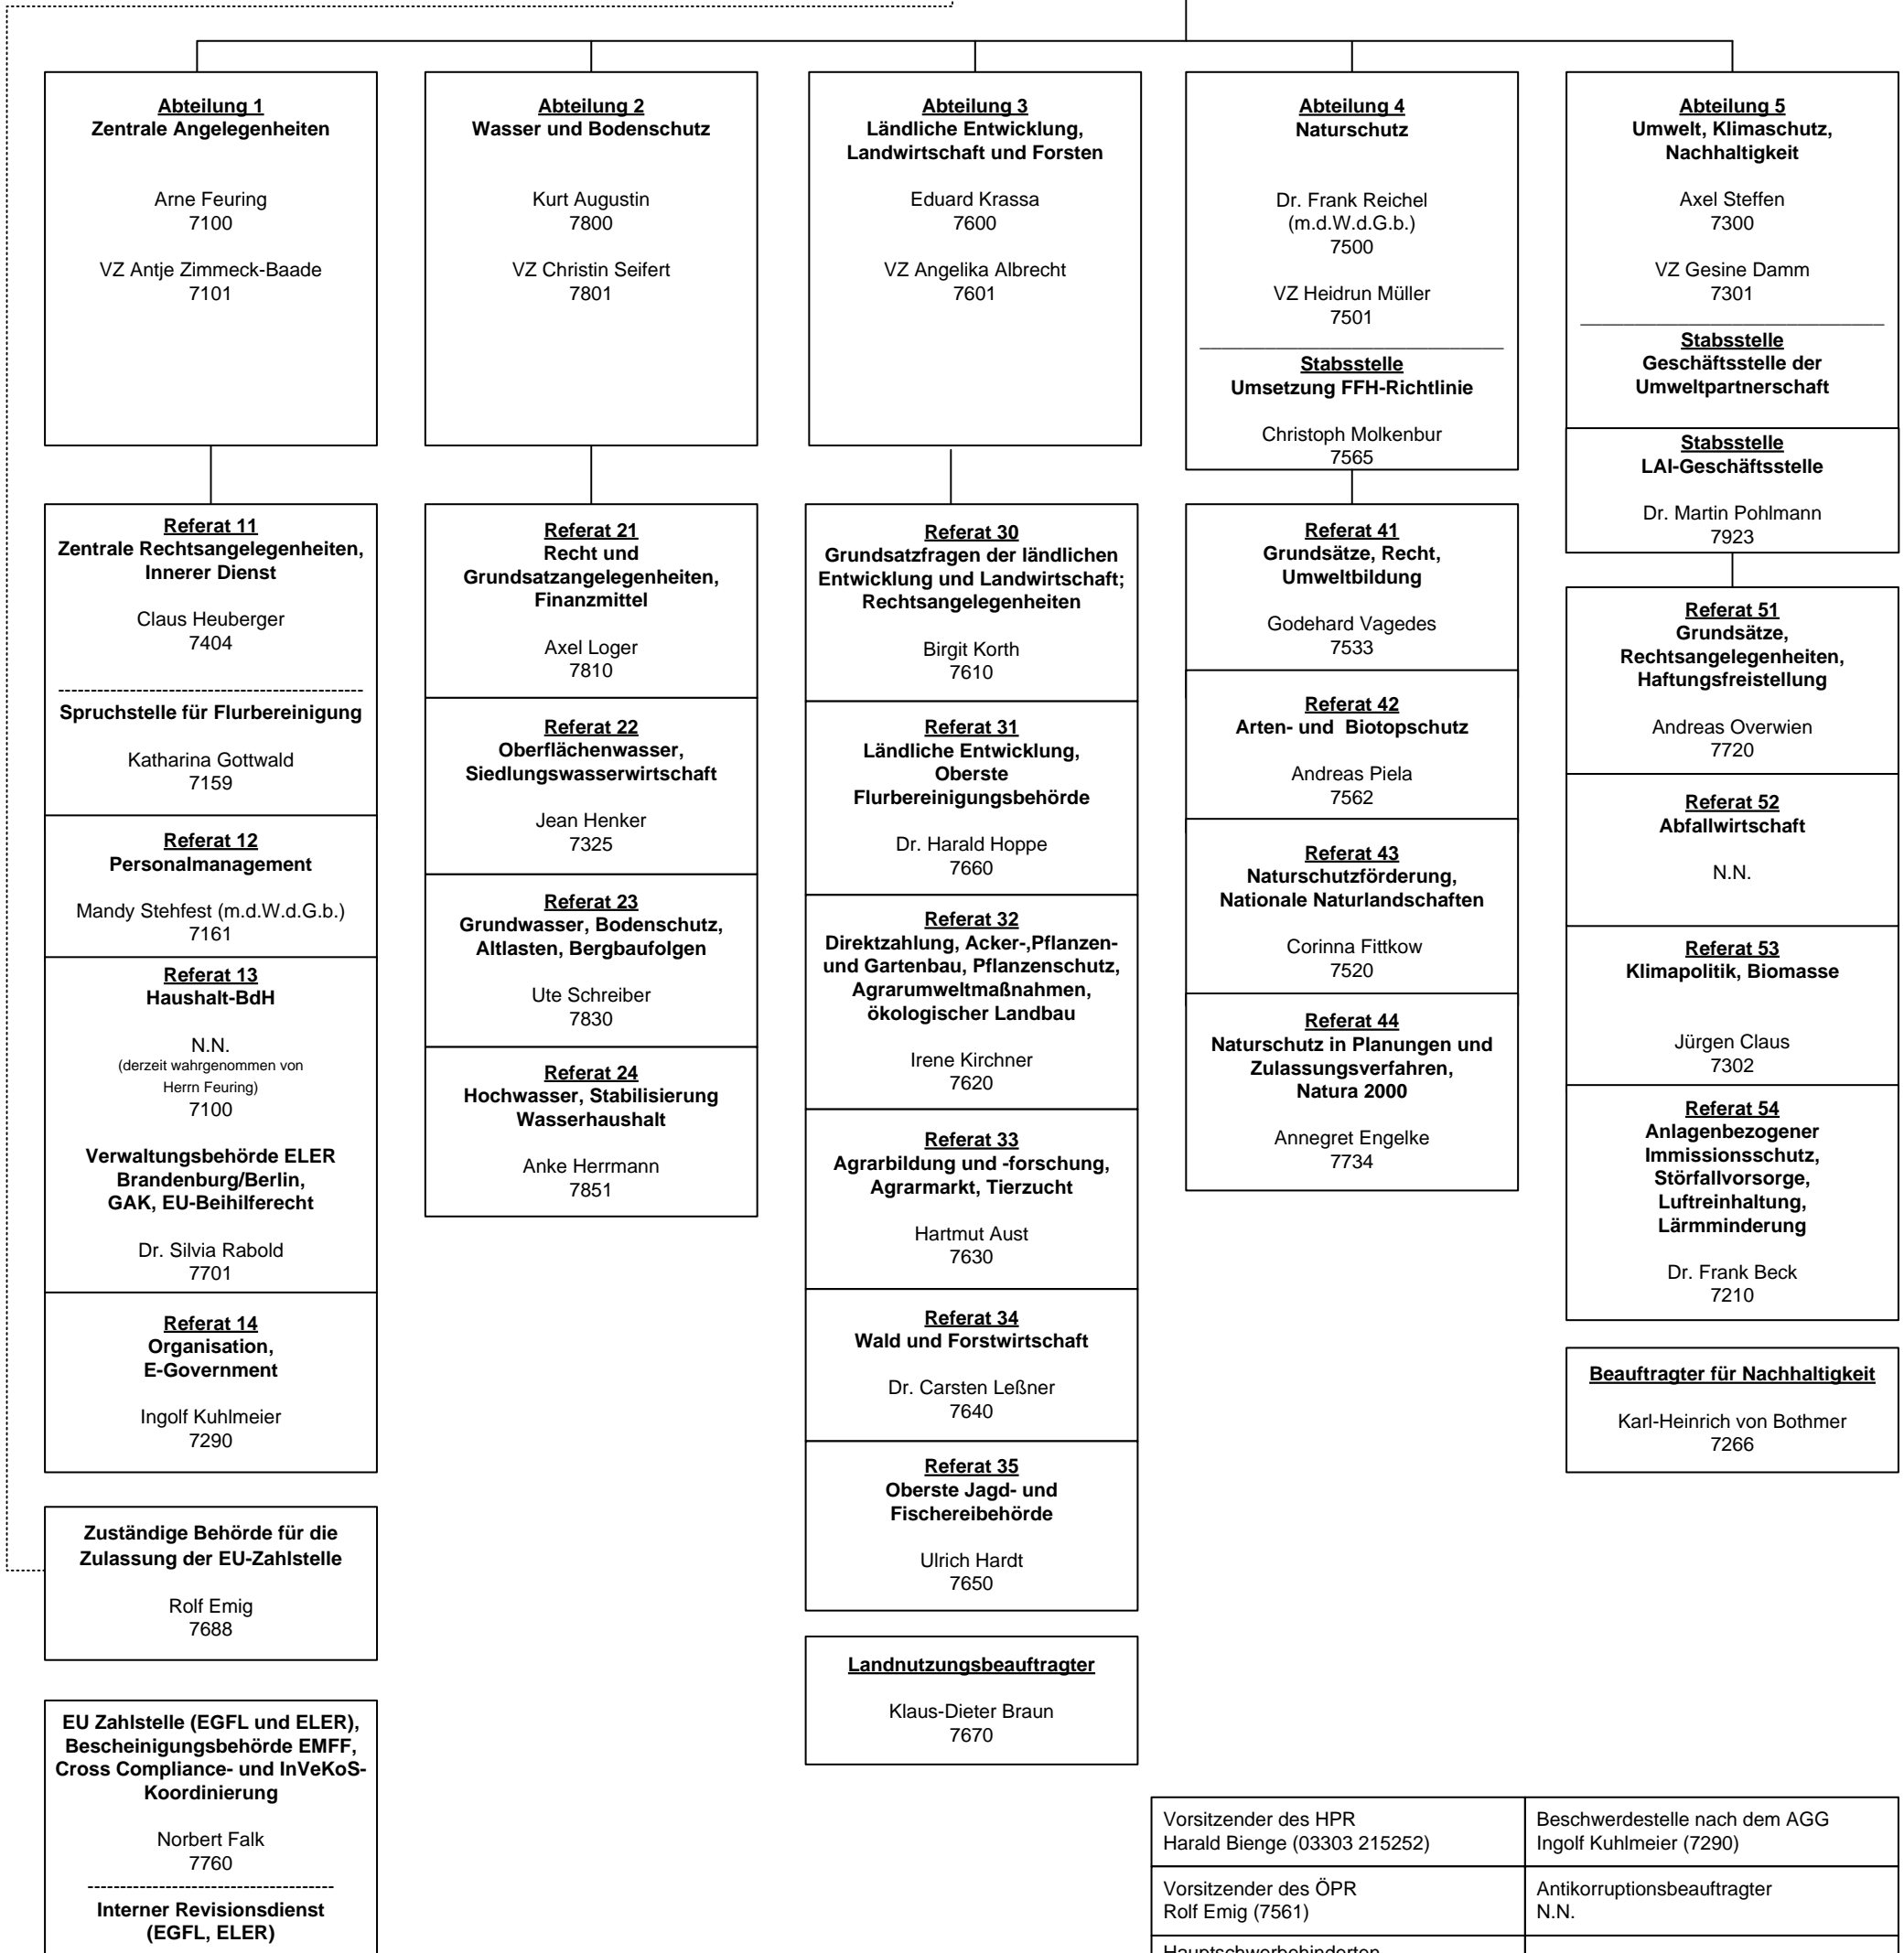 Abteilung 1
Zentrale Angelegenheiten
Arne Feuring
7100
VZ Antje Zimmeck-Baade
7101
Abteilung 2
Wasser und Bodenschutz
Kurt Augustin
7800
VZ Christin Seifert
7801
Abteilung 3
Ländliche Entwicklung,
Landwirtschaft und Forsten
Eduard Krassa
7600
VZ Angelika Albrecht
7601
Abteilung 4
Naturschutz
Dr. Frank Reichel
(m.d.W.d.G.b.)
7500
VZ Heidrun Müller
7501
Stabsstelle
Umsetzung FFH-Richtlinie
Christoph Molkenbur
7565
Abteilung 5
Umwelt, Klimaschutz,
Nachhaltigkeit
Axel Steffen
7300
VZ Gesine Damm
7301
Stabsstelle
Geschäftsstelle der
Umweltpartnerschaft
Stabsstelle
LAI-Geschäftsstelle
Dr. Martin Pohlmann
7923
Referat 11
Zentrale Rechtsangelegenheiten,
Innerer Dienst
Claus Heuberger
7404
Spruchstelle für Flurbereinigung
Katharina Gottwald
7159
Referat 12
Personalmanagement
Mandy Stehfest (m.d.W.d.G.b.)
7161
Referat 13
Haushalt-BdH
N.N.
(derzeit wahrgenommen von
Herrn Feuring)
7100
Verwaltungsbehörde ELER
Brandenburg/Berlin,
GAK, EU-Beihilferecht
Dr. Silvia Rabold
7701
Referat 14
Organisation,
E-Government
Ingolf Kuhlmeier
7290
Zuständige Behörde für die
Zulassung der EU-Zahlstelle
Rolf Emig
7688
EU Zahlstelle (EGFL und ELER),
Bescheinigungsbehörde EMFF,
Cross Compliance- und InVeKoS-
Koordinierung
Norbert Falk
7760
Interner Revisionsdienst
(EGFL, ELER)
Referat 21
Recht und
Grundsatzangelegenheiten,
Finanzmittel
Axel Loger
7810
Referat 22
Oberflächenwasser,
Siedlungswasserwirtschaft
Jean Henker
7325
Referat 23
Grundwasser, Bodenschutz,
Altlasten, Bergbaufolgen
Ute Schreiber
7830
Referat 24
Hochwasser, Stabilisierung
Wasserhaushalt
Anke Herrmann
7851
Referat 30
Grundsatzfragen der ländlichen
Entwicklung und Landwirtschaft;
Rechtsangelegenheiten
Birgit Korth
7610
Referat 31
Ländliche Entwicklung,
Oberste
Flurbereinigungsbehörde
Dr. Harald Hoppe
7660
Referat 32
Direktzahlung, Acker-,Pflanzen-
und Gartenbau, Pflanzenschutz,
Agrarumweltmaßnahmen,
ökologischer Landbau
Irene Kirchner
7620
Referat 33
Agrarbildung und -forschung,
Agrarmarkt, Tierzucht
Hartmut Aust
7630
Referat 34
Wald und Forstwirtschaft
Dr. Carsten Leßner
7640
Referat 35
Oberste Jagd- und
Fischereibehörde
Ulrich Hardt
7650
Landnutzungsbeauftragter
Klaus-Dieter Braun
7670
Referat 41
Grundsätze, Recht,
Umweltbildung
Godehard Vagedes
7533
Referat 42
Arten- und Biotopschutz
Andreas Piela
7562
Referat 43
Naturschutzförderung,
Nationale Naturlandschaften
Corinna Fittkow
7520
Referat 44
Naturschutz in Planungen und
Zulassungsverfahren,
Natura 2000
Annegret Engelke
7734
Referat 51
Grundsätze,
Rechtsangelegenheiten,
Haftungsfreistellung
Andreas Overwien
7720
Referat 52
Abfallwirtschaft
N.N.
Referat 53
Klimapolitik, Biomasse
Jürgen Claus
7302
Referat 54
Anlagenbezogener
Immissionsschutz,
Störfallvorsorge,
Luftreinhaltung,
Lärmminderung
Dr. Frank Beck
7210
Beauftragter für Nachhaltigkeit
Karl-Heinrich von Bothmer
7266
Vorsitzender des HPR
Harald Bienge (03303 215252)
Beschwerdestelle nach dem AGG
Ingolf Kuhlmeier (7290)
Vorsitzender des ÖPR
Rolf Emig (7561)
Antikorruptionsbeauftragter
N.N.
Hauptschwerbehinderten